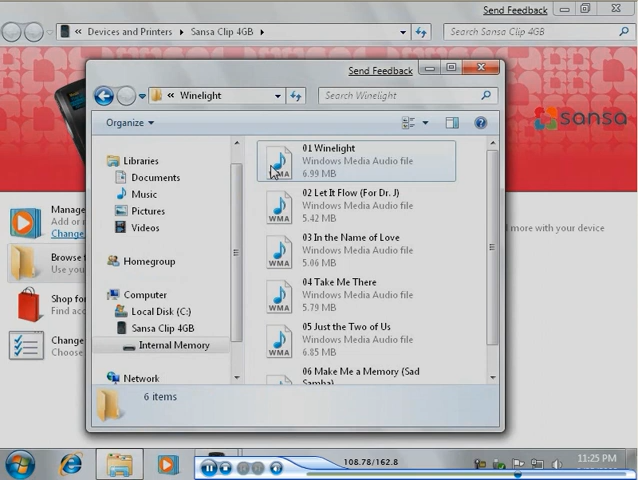 Send Feedback
« Devices and Printers ▸ Sansa Clip 4GB ▸
Search Sansa Clip 4GB
Send Feedback
« Winelight
Search Winelight
Organize
sansa
Libraries
Documents
Music
Pictures
Videos
Homegroup
Computer
Local Disk (C:)
Sansa Clip 4GB
Internal Memory
Network
01 Winelight
Windows Media Audio file
6.99 MB
WMA
02 Let It Flow (For Dr. J)
Windows Media Audio file
5.42 MB
WMA
03 In the Name of Love
Windows Media Audio file
5.06 MB
WMA
04 Take Me There
Windows Media Audio file
5.79 MB
WMA
05 Just the Two of Us
Windows Media Audio file
6.85 MB
WMA
06 Make Me a Memory (Sad
Samba)
6 items
Manage
Add or
Change
Browse
Use you
Shop fo
Find acc
Change
Choose
more with your device
108.78/162.8
11:25 PM